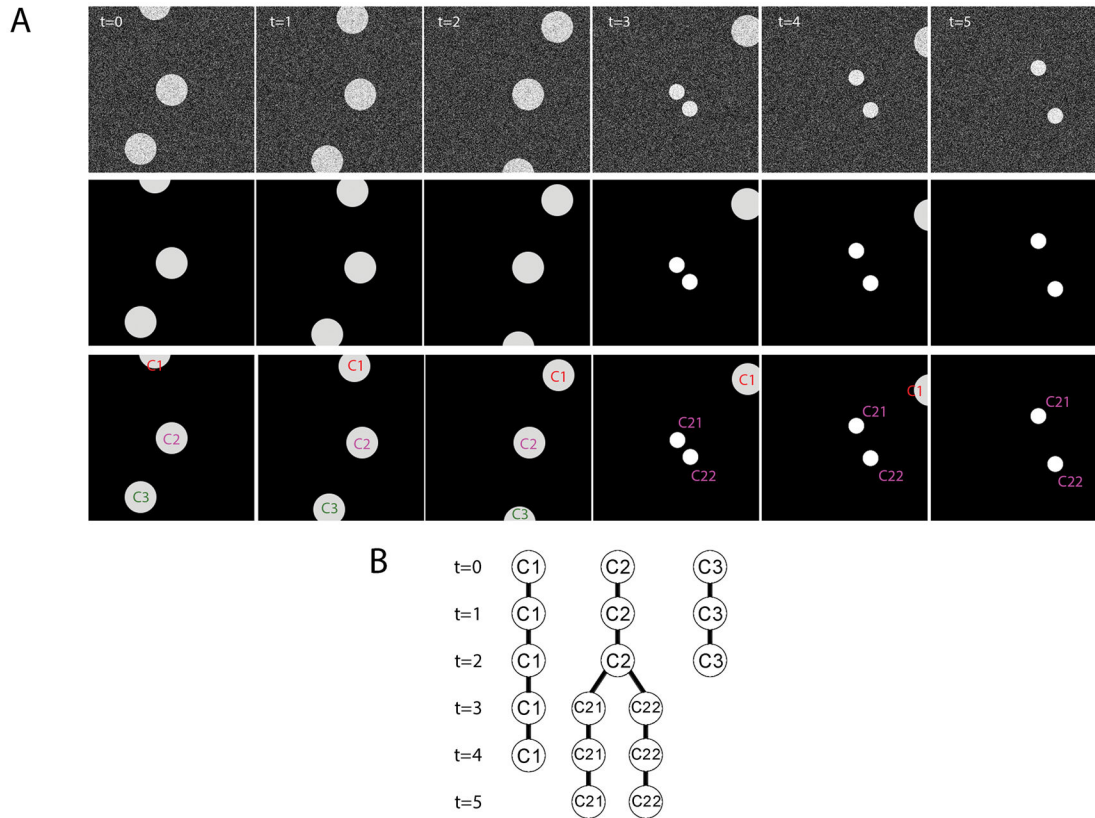 A
t=0 t=1 t=2 t=3 t=4 t=5
C1 C1 C1 C1 C1
C2 C2 C2 C21 C21 C21
C3 C3 C3 C22 C22 C22
B
t=0 C1 C2 C3
t=1 C1 C2 C3
t=2 C1 C2 C3
t=3 C1 C21 C22
t=4 C1 C21 C22
t=5 C21 C22